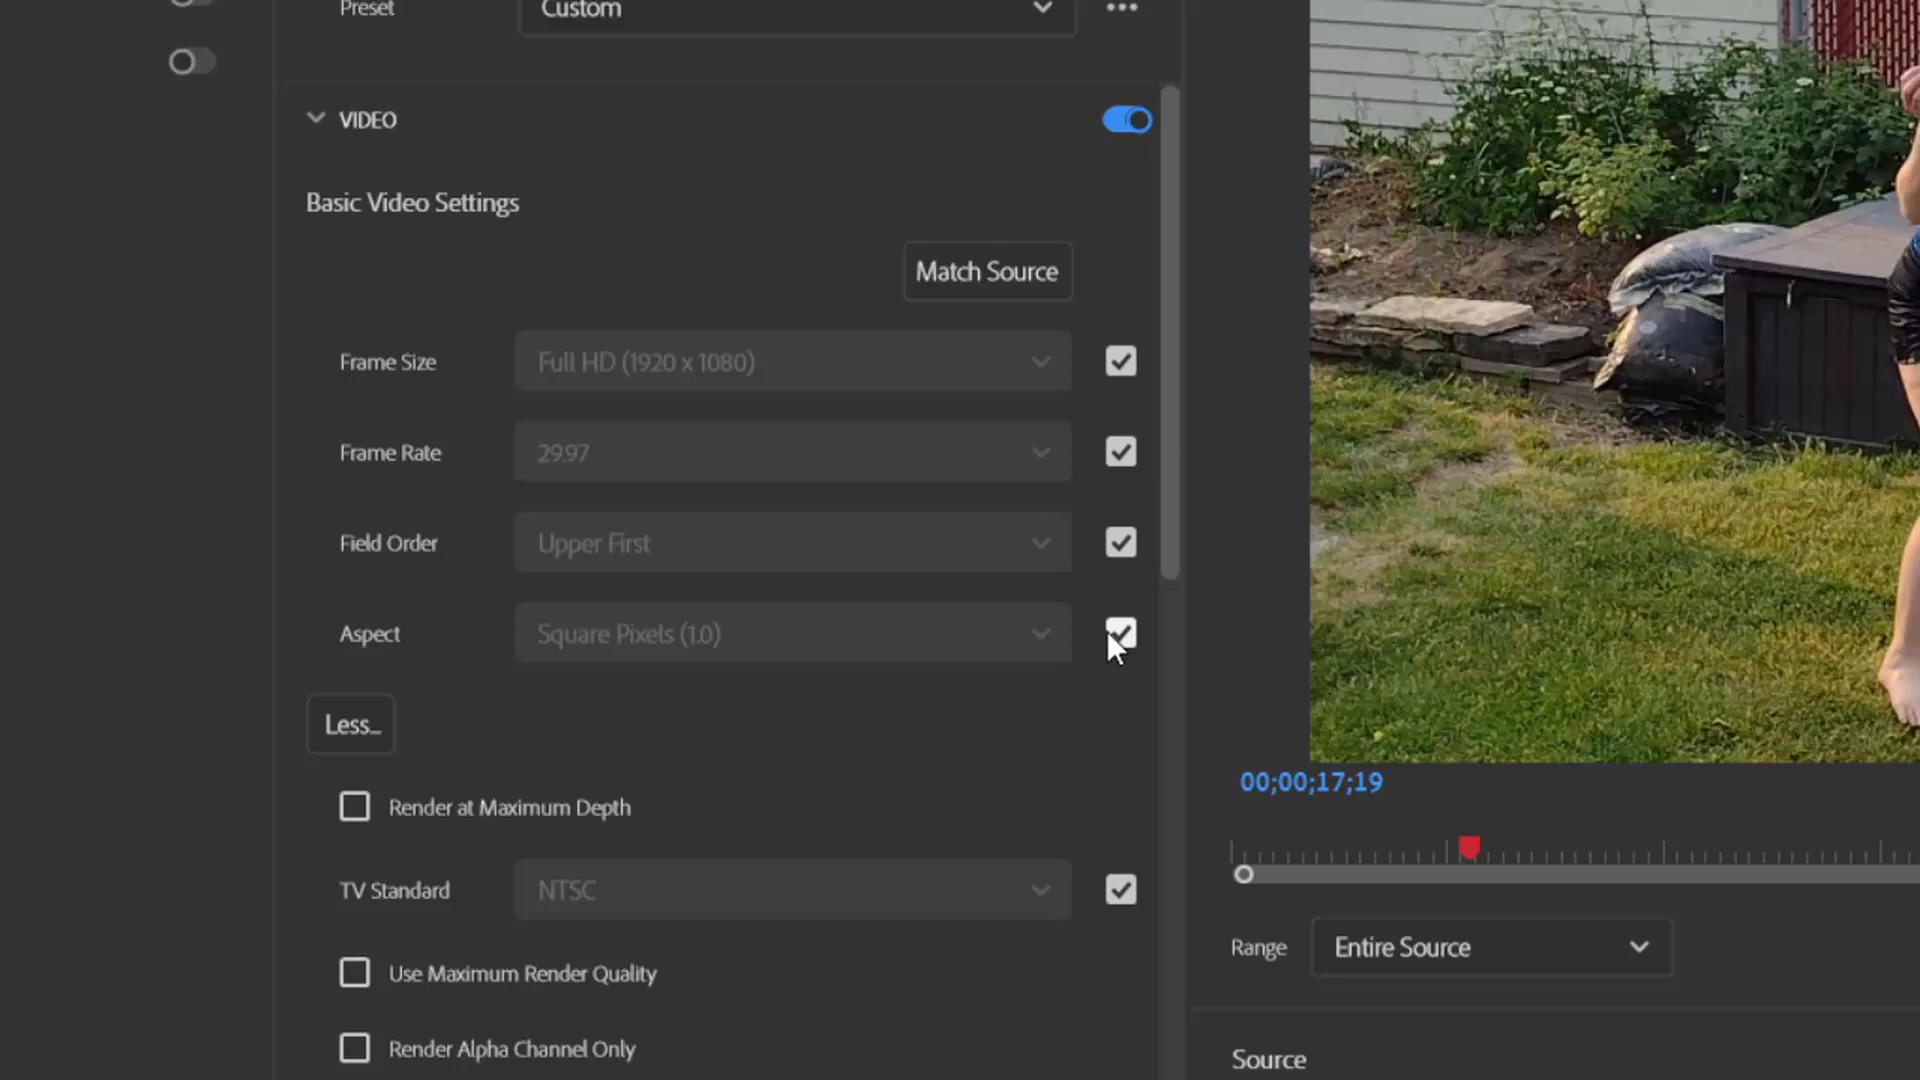 Preset
Custom
VIDEO
Basic Video Settings
Match Source
Frame Size
Full HD (1920 x 1080)
Frame Rate
29.97
Field Order
Upper First
Aspect
Square Pixels (1.0)
Less...
Render at Maximum Depth
TV Standard
NTSC
Use Maximum Render Quality
Render Alpha Channel Only
00;00;17;19
Range
Entire Source
Source